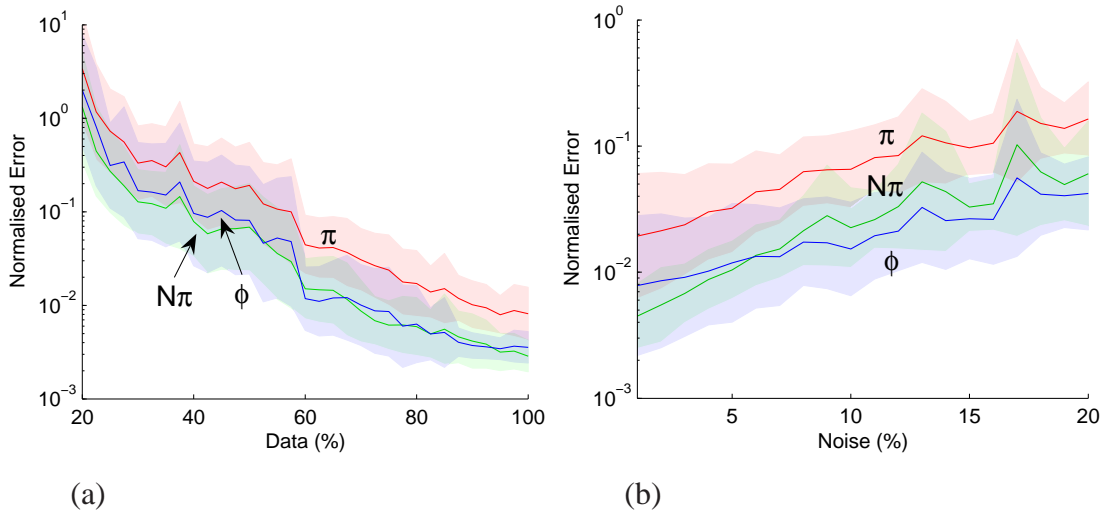 10^1
10^0
10^-1
10^-2
10^-3
Normalised Error
20 40 60 80 100
Data (%)
π
Nπ
ϕ
(a)
10^0
10^-1
10^-2
10^-3
Normalised Error
5 10 15 20
Noise (%)
π
Nπ
ϕ
(b)